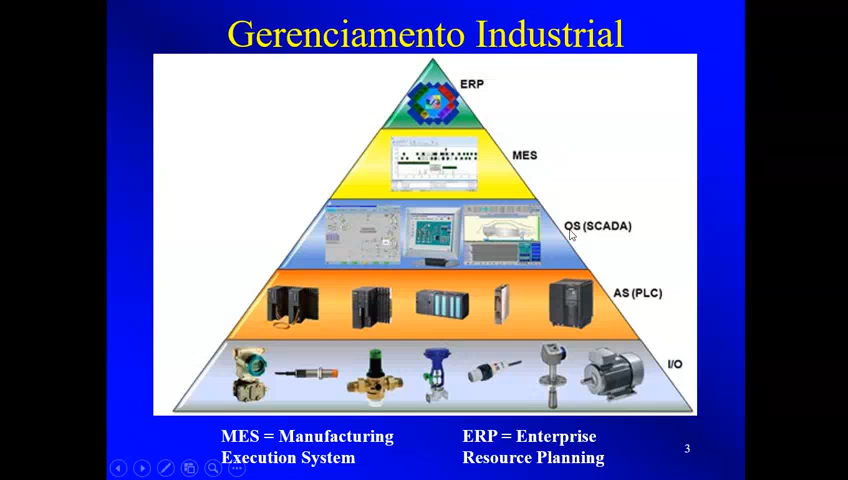 Gerenciamento Industrial
ERP
MES
OS (SCADA)
AS (PLC)
I/O
MES = Manufacturing
Execution System
ERP = Enterprise
Resource Planning
3